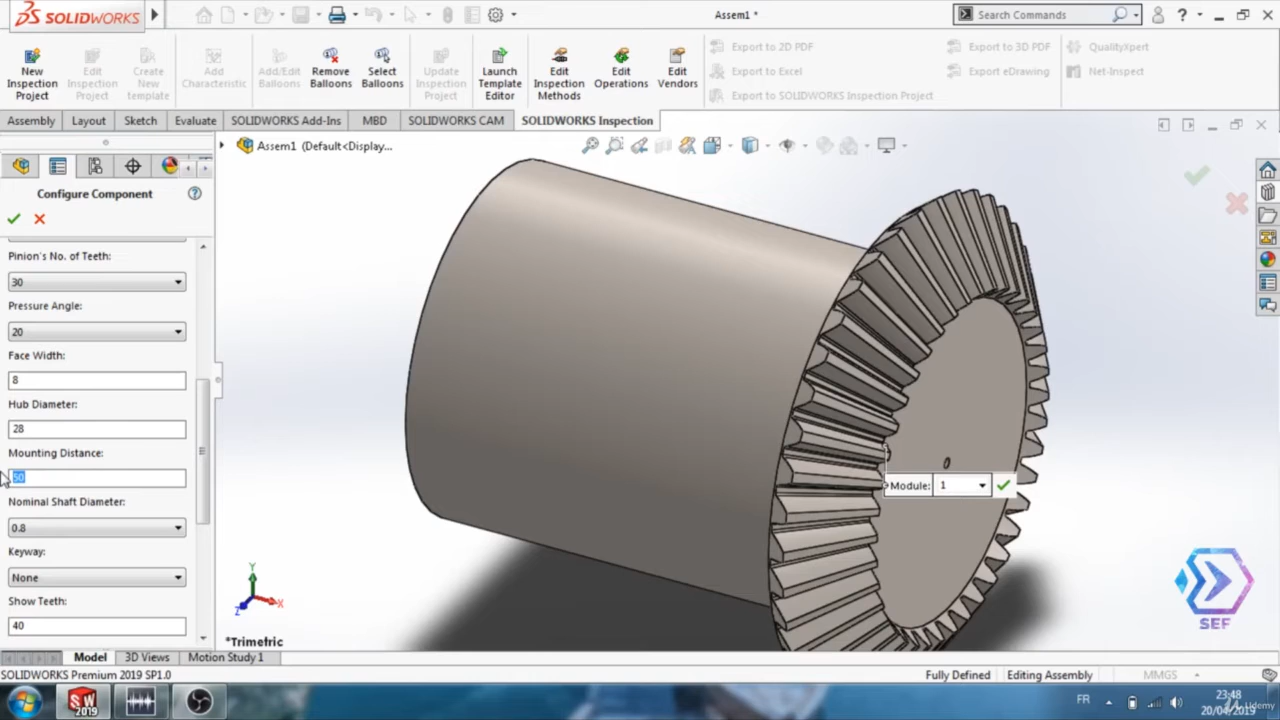 SOLIDWORKS
Assem1 *
Search Commands
New Inspection Project
Edit Inspection Project
Create New template
Add Characteristic
Add/Edit Balloons
Remove Balloons
Select Balloons
Update Inspection Project
Launch Template Editor
Edit Inspection Methods
Edit Operations
Edit Vendors
Export to 2D PDF
Export to Excel
Export to SOLIDWORKS Inspection Project
Export to 3D PDF
Export eDrawing
QualityXpert
Net-Inspect
Assembly Layout Sketch Evaluate SOLIDWORKS Add-Ins MBD SOLIDWORKS CAM SOLIDWORKS Inspection
Assem1 (Default<Display...
Configure Component
Pinion's No. of Teeth:
30
Pressure Angle:
20
Face Width:
8
Hub Diameter:
28
Mounting Distance:
50
Nominal Shaft Diameter:
0.8
Keyway:
None
Show Teeth:
40
Module: 1
Y
Z X
*Trimetric
SEF
Model 3D Views Motion Study 1
SOLIDWORKS Premium 2019 SP1.0
Fully Defined Editing Assembly MMGS
SW 2019
FR
23:48
20/04/2019
Udemy